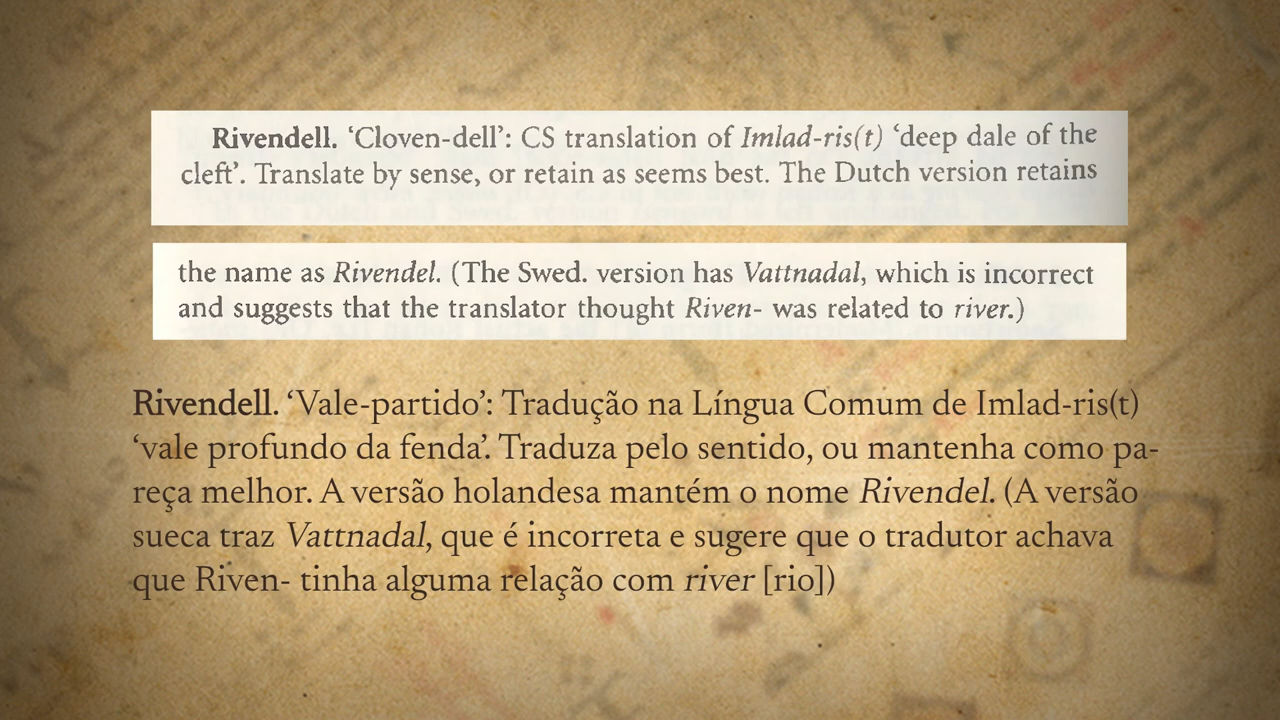 Rivendell. ‘Cloven-dell’: CS translation of Imlad-ris(t) ‘deep dale of the
cleft’. Translate by sense, or retain as seems best. The Dutch version retains
the name as Rivendel. (The Swed. version has Vattnadal, which is incorrect
and suggests that the translator thought Riven- was related to river.)
Rivendell. ‘Vale-partido’: Tradução na Língua Comum de Imlad-ris(t)
‘vale profundo da fenda’. Traduza pelo sentido, ou mantenha como pa-
reça melhor. A versão holandesa mantém o nome Rivendel. (A versão
sueca traz Vattnadal, que é incorreta e sugere que o tradutor achava
que Riven- tinha alguma relação com river [rio])